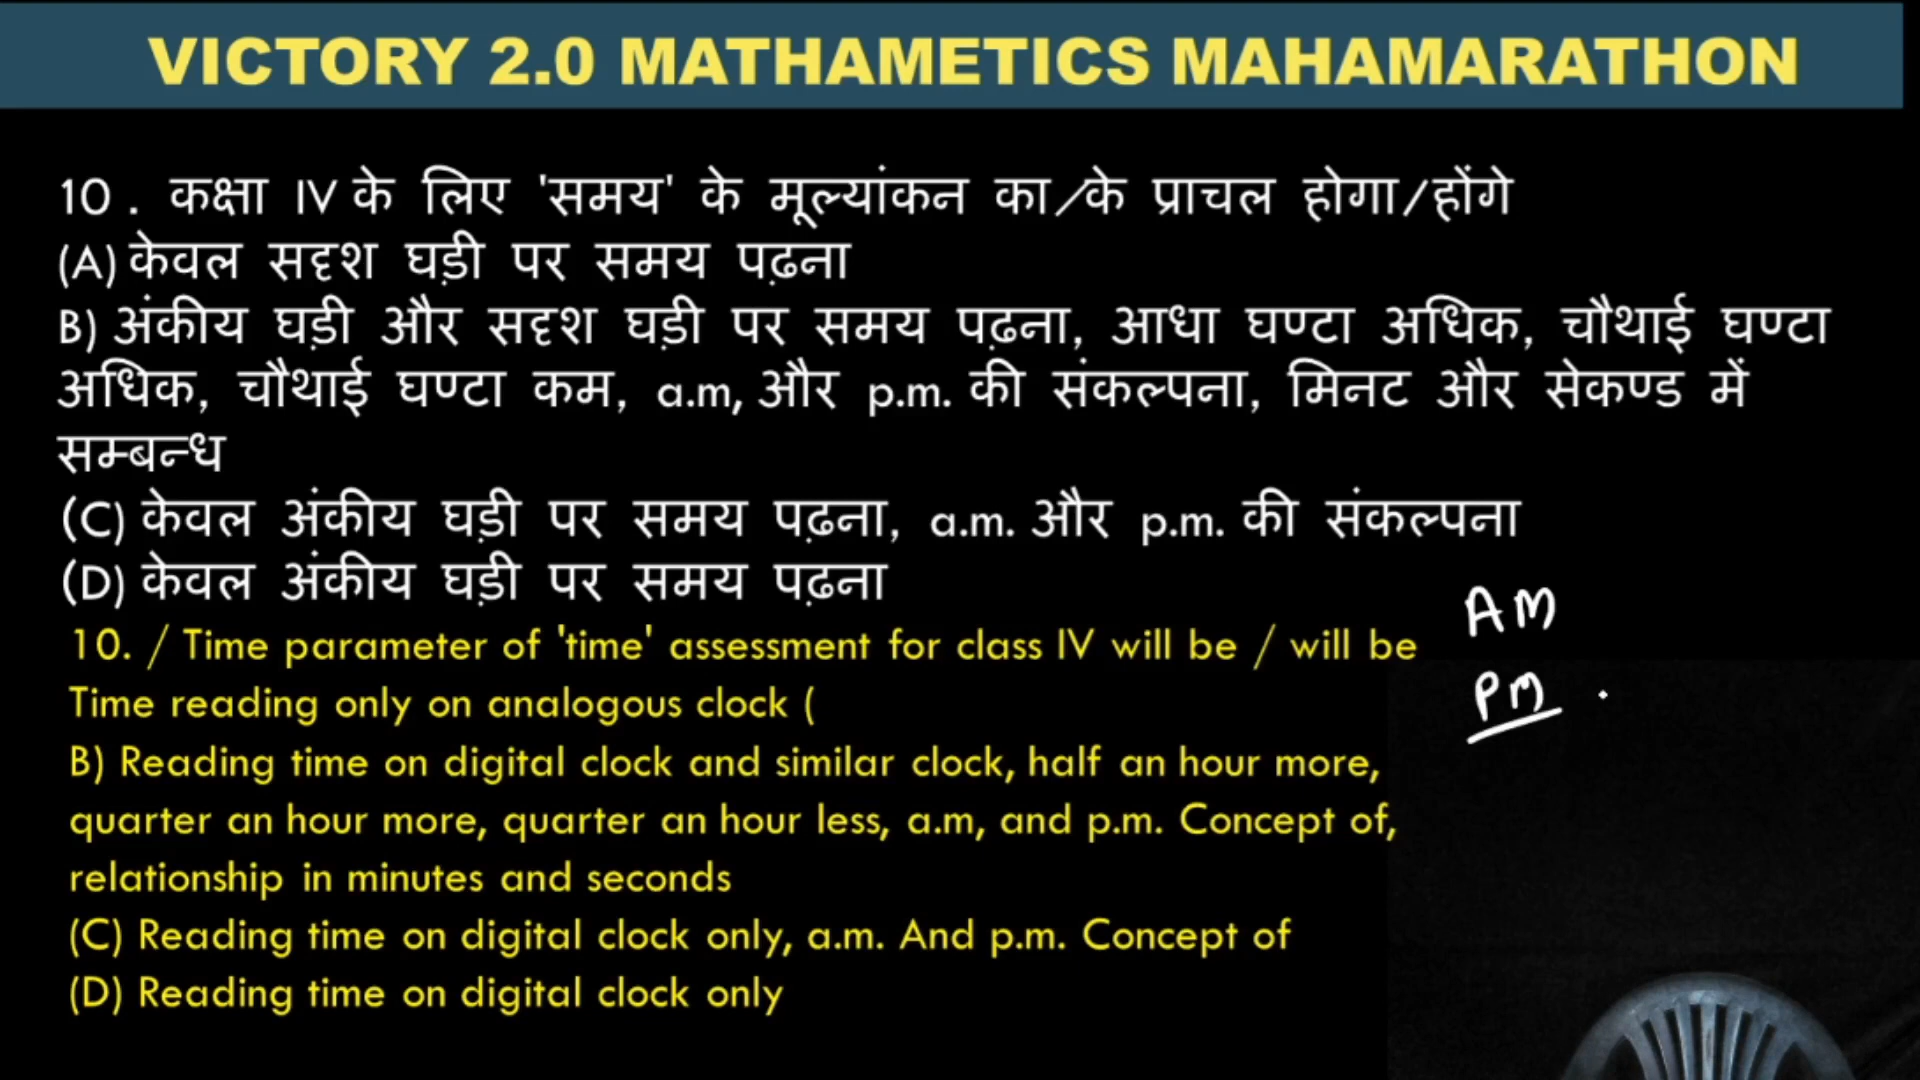 VICTORY 2.0 MATHAMETICS MAHAMARATHON
10 . कक्षा IV के लिए 'समय' के मूल्यांकन का/के प्राचल होगा/होंगे
(A) केवल सदृश घड़ी पर समय पढ़ना
B) अंकीय घड़ी और सदृश घड़ी पर समय पढ़ना, आधा घण्टा अधिक, चौथाई घण्टा
अधिक, चौथाई घण्टा कम, a.m, और p.m. की संकल्पना, मिनट और सेकण्ड में
सम्बन्ध
(C) केवल अंकीय घड़ी पर समय पढ़ना, a.m. और p.m. की संकल्पना
(D) केवल अंकीय घड़ी पर समय पढ़ना
AM
10. / Time parameter of 'time' assessment for class IV will be / will be
PM
Time reading only on analogous clock (
B) Reading time on digital clock and similar clock, half an hour more,
quarter an hour more, quarter an hour less, a.m, and p.m. Concept of,
relationship in minutes and seconds
(C) Reading time on digital clock only, a.m. And p.m. Concept of
(D) Reading time on digital clock only